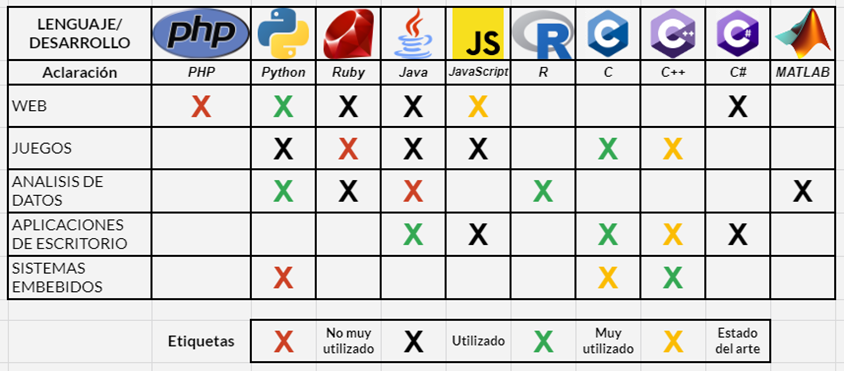 LENGUAJE/
DESARROLLO
php
JS
R
C
C++
C#
Aclaración PHP Python Ruby Java JavaScript R C C++ C# MATLAB
WEB X X X X X X
JUEGOS X X X X X X
ANALISIS DE
DATOS X X X X X
APLICACIONES
DE ESCRITORIO X X X X X
SISTEMAS
EMBEBIDOS X X X
Etiquetas X No muy
utilizado X Utilizado X Muy
utilizado X Estado
del arte